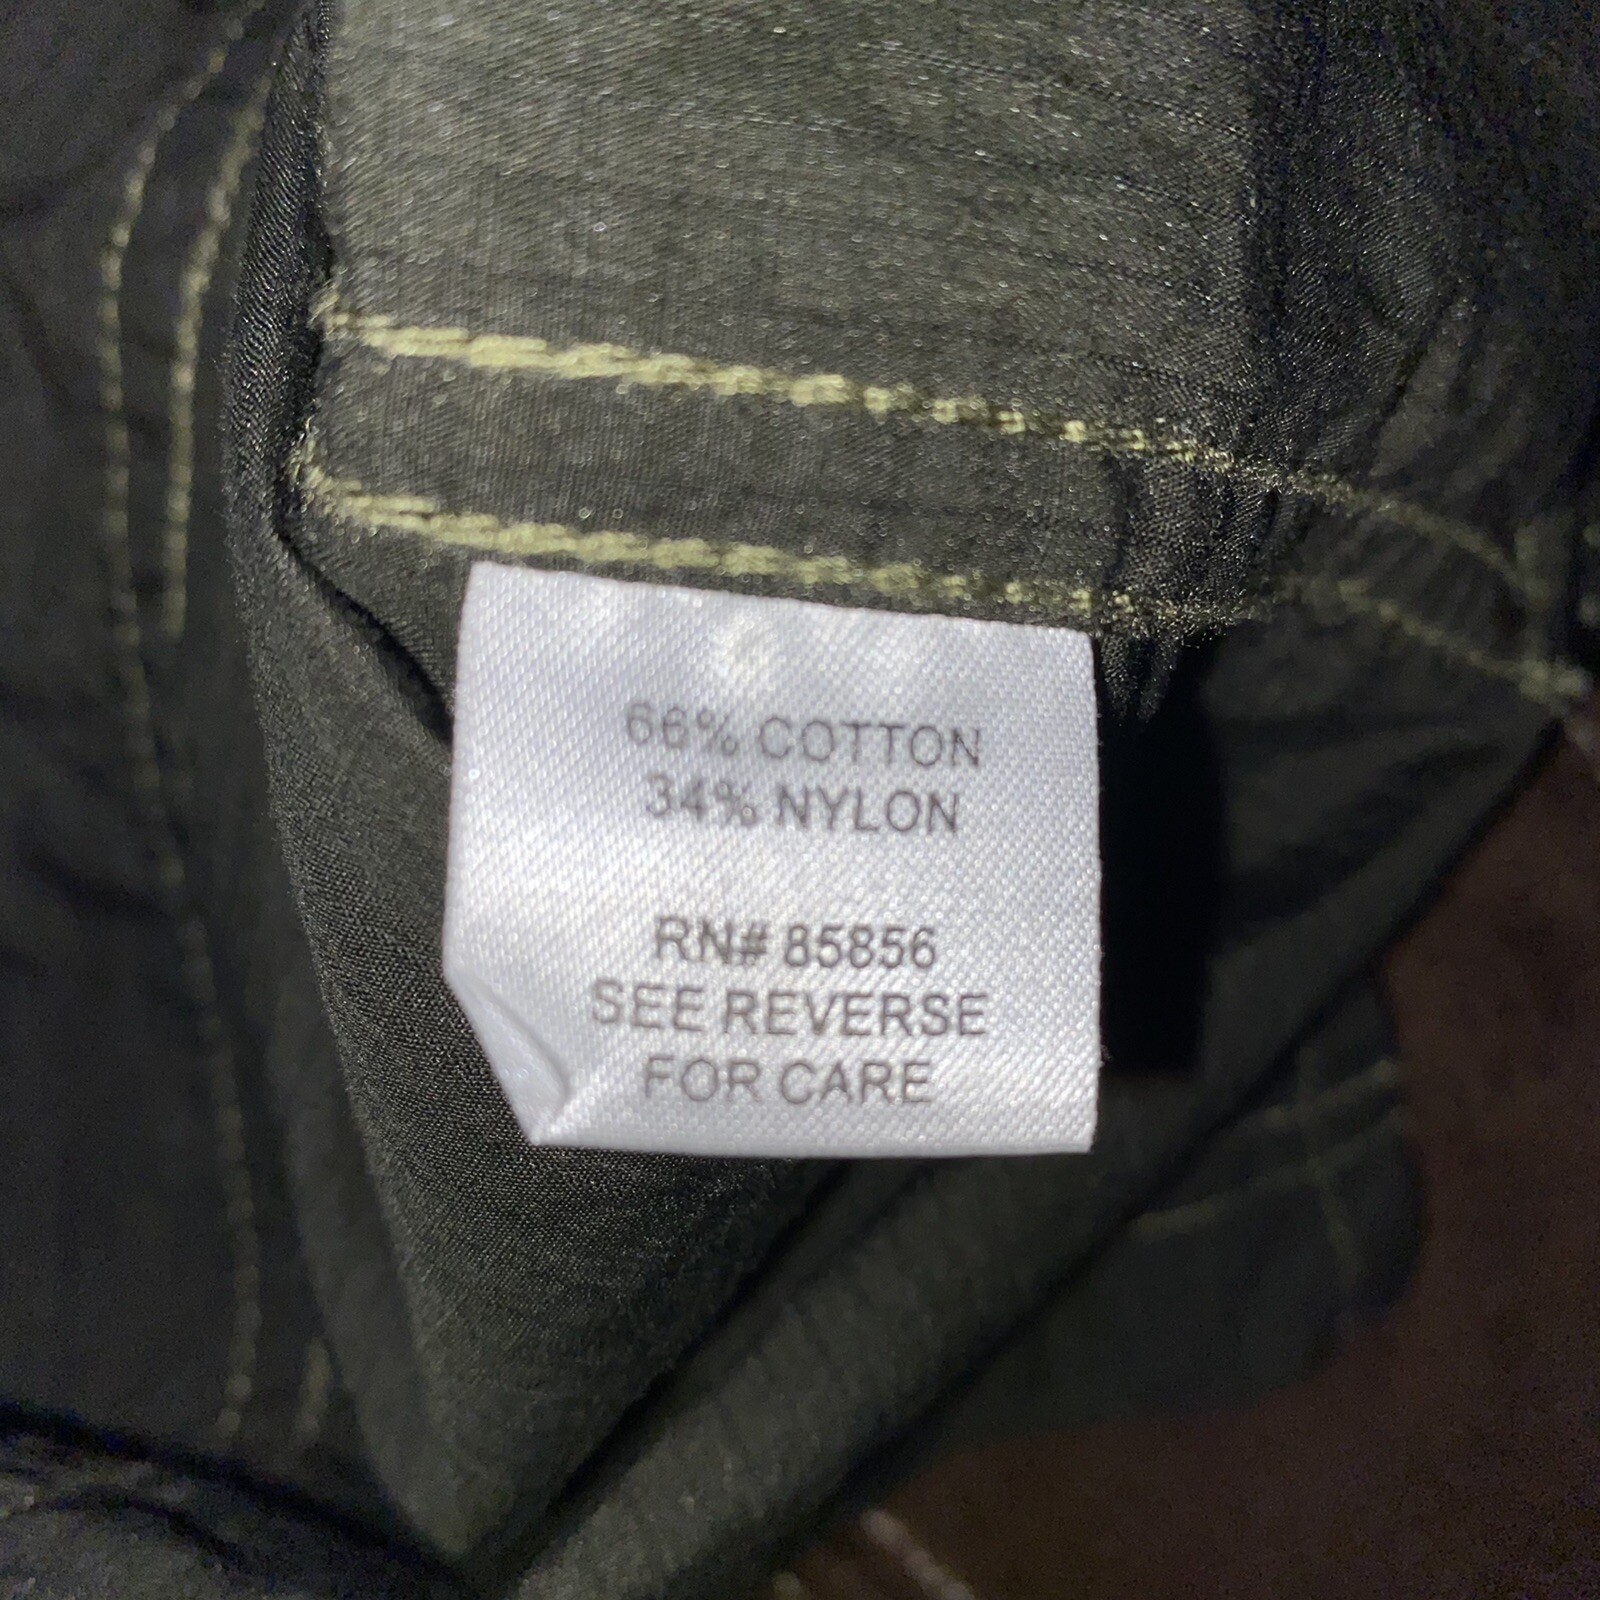 66% COTTON
34% NYLON
RN# 85856
SEE REVERSE
FOR CARE